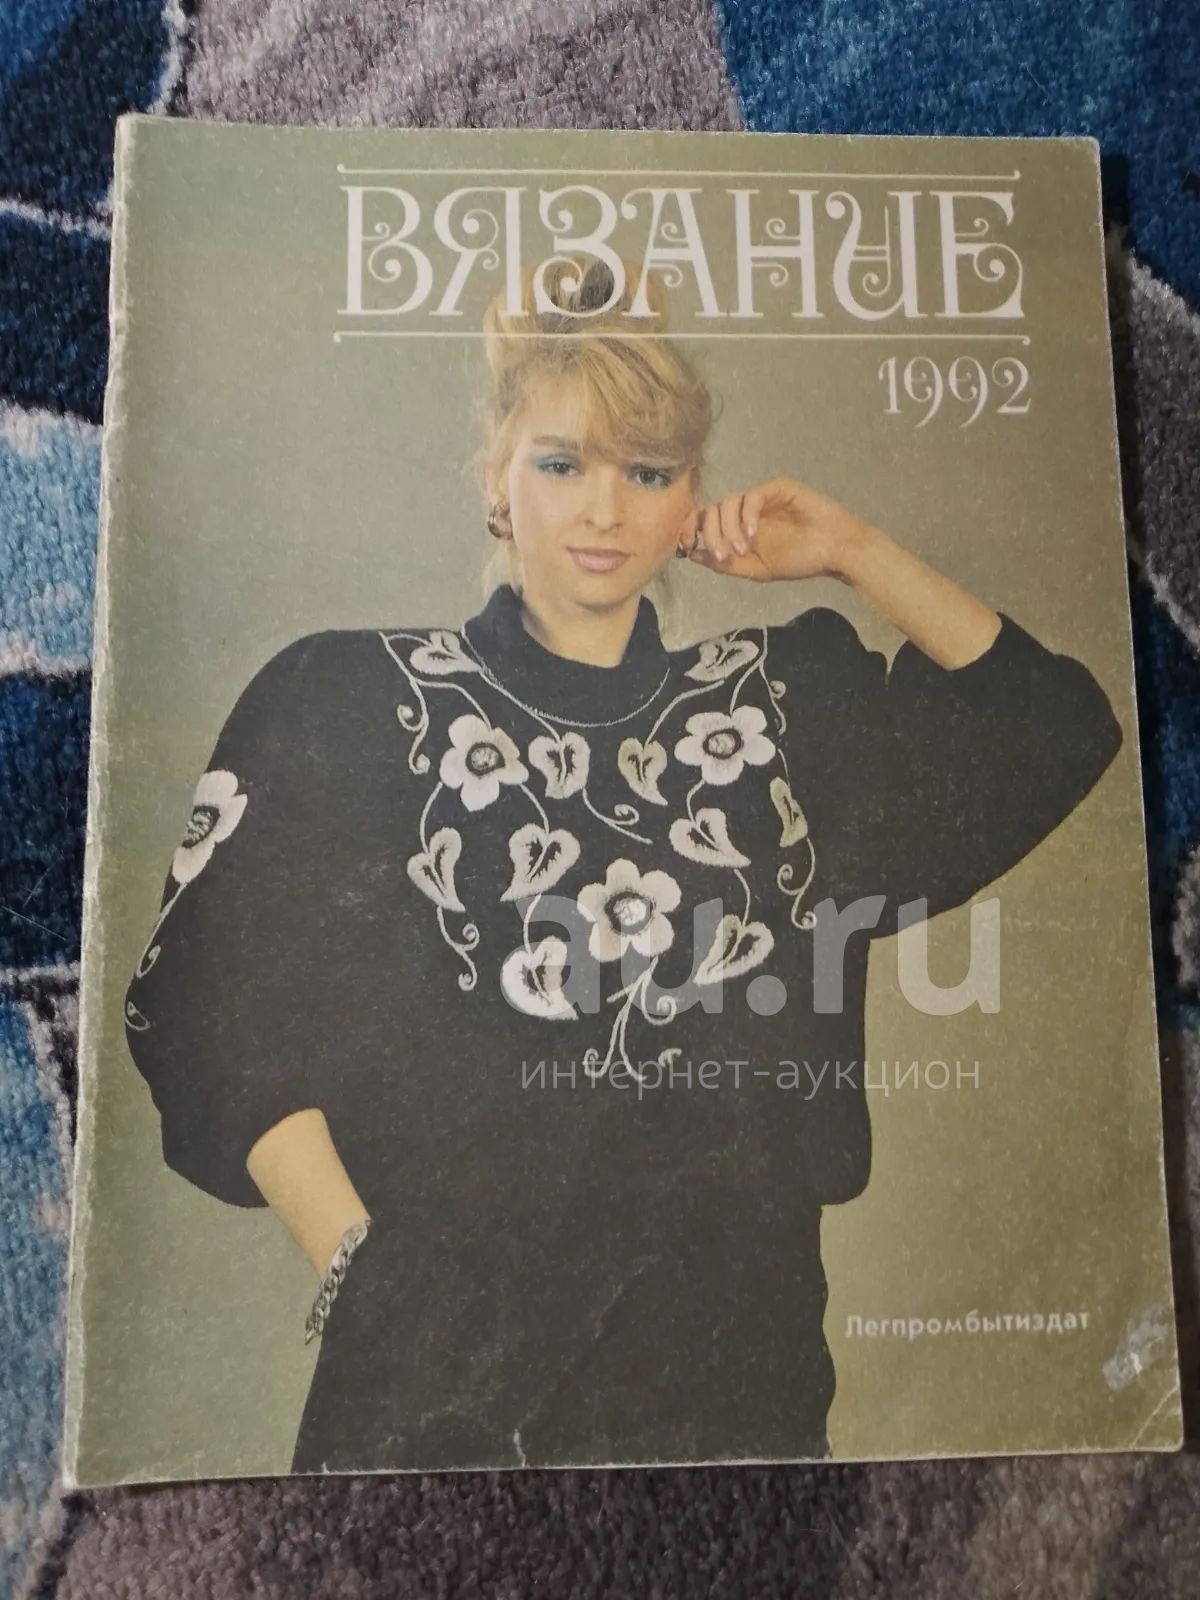 ВЯЗАНИЕ
1992
au.ru
интернет-аукцион
Легпромбытиздат